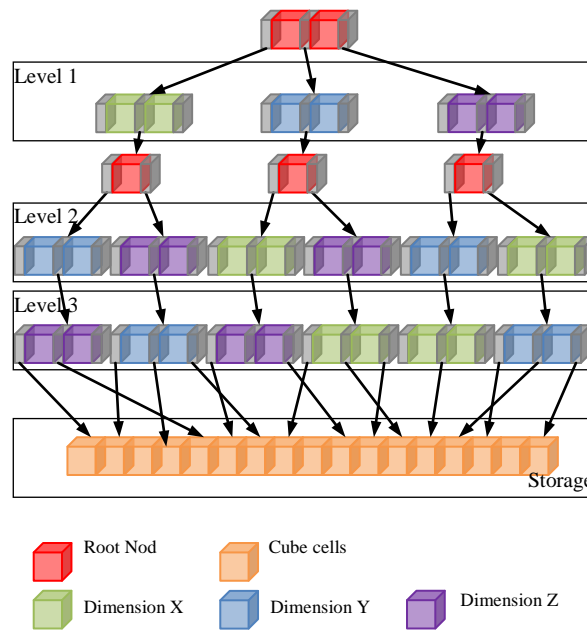 Level 1
Level 2
Level 3
Storage
Root Nod
Cube cells
Dimension X
Dimension Y
Dimension Z